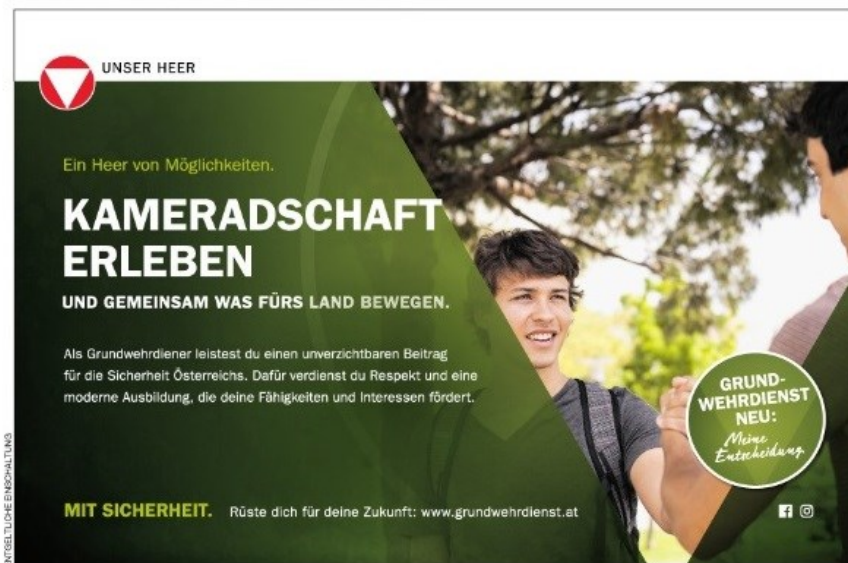 UNSER HEER
Ein Heer von Möglichkeiten.
KAMERADSCHAFT
ERLEBEN
UND GEMEINSAM WAS FÜRS LAND BEWEGEN.
Als Grundwehrdiener leistest du einen unverzichtbaren Beitrag
für die Sicherheit Österreichs. Dafür verdienst du Respekt und eine
moderne Ausbildung, die deine Fähigkeiten und Interessen fördert.
GRUND-
WEHRDIENST
NEU:
Meine
Entscheidung.
MIT SICHERHEIT. Rüste dich für deine Zukunft: www.grundwehrdienst.at
NTGELTLICHE EINSCHALTUNG